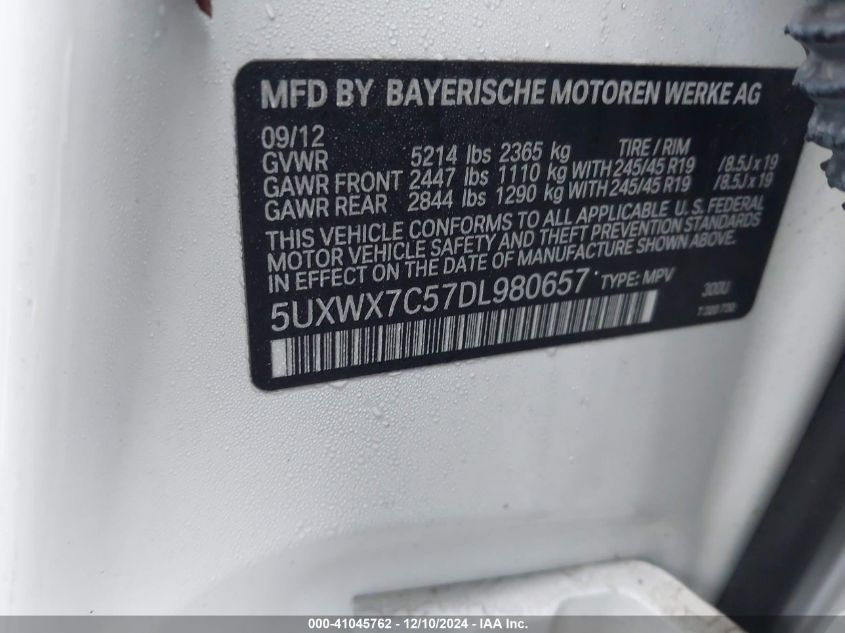 MFD BY BAYERISCHE MOTOREN WERKE AG
09/12 TIRE / RIM
GVWR 5214 lbs 2365 kg
GAWR FRONT 2447 lbs 1110 kg WITH 245/45 R19 /8.5J x 19
GAWR REAR 2844 lbs 1290 kg WITH 245/45 R19 /8.5J x 19
THIS VEHICLE CONFORMS TO ALL APPLICABLE U.S. FEDERAL
MOTOR VEHICLE SAFETY AND THEFT PREVENTION STANDARDS
IN EFFECT ON THE DATE OF MANUFACTURE SHOWN ABOVE.
5UXWX7C57DL980657 TYPE: MPV 300U
000-41045762 - 12/10/2024 - IAA Inc.